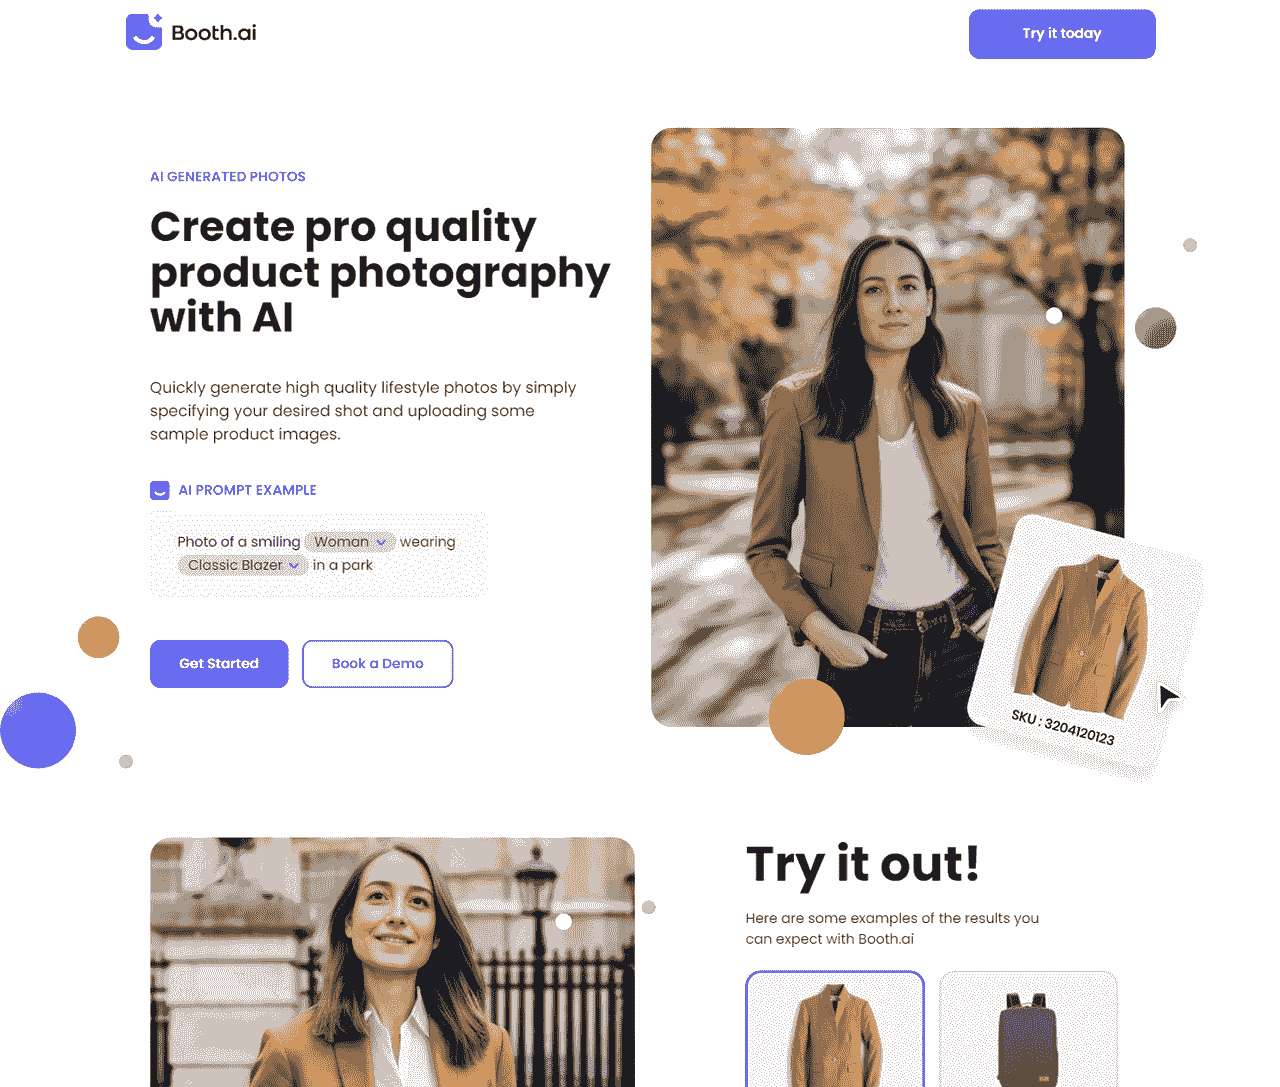 Booth.ai
Try it today
AI GENERATED PHOTOS
Create pro quality
product photography
with AI
Quickly generate high quality lifestyle photos by simply
specifying your desired shot and uploading some
sample product images.
AI PROMPT EXAMPLE
Photo of a smiling Woman wearing
Classic Blazer in a park
Get Started
Book a Demo
SKU : 3204120123
Try it out!
Here are some examples of the results you
can expect with Booth.ai